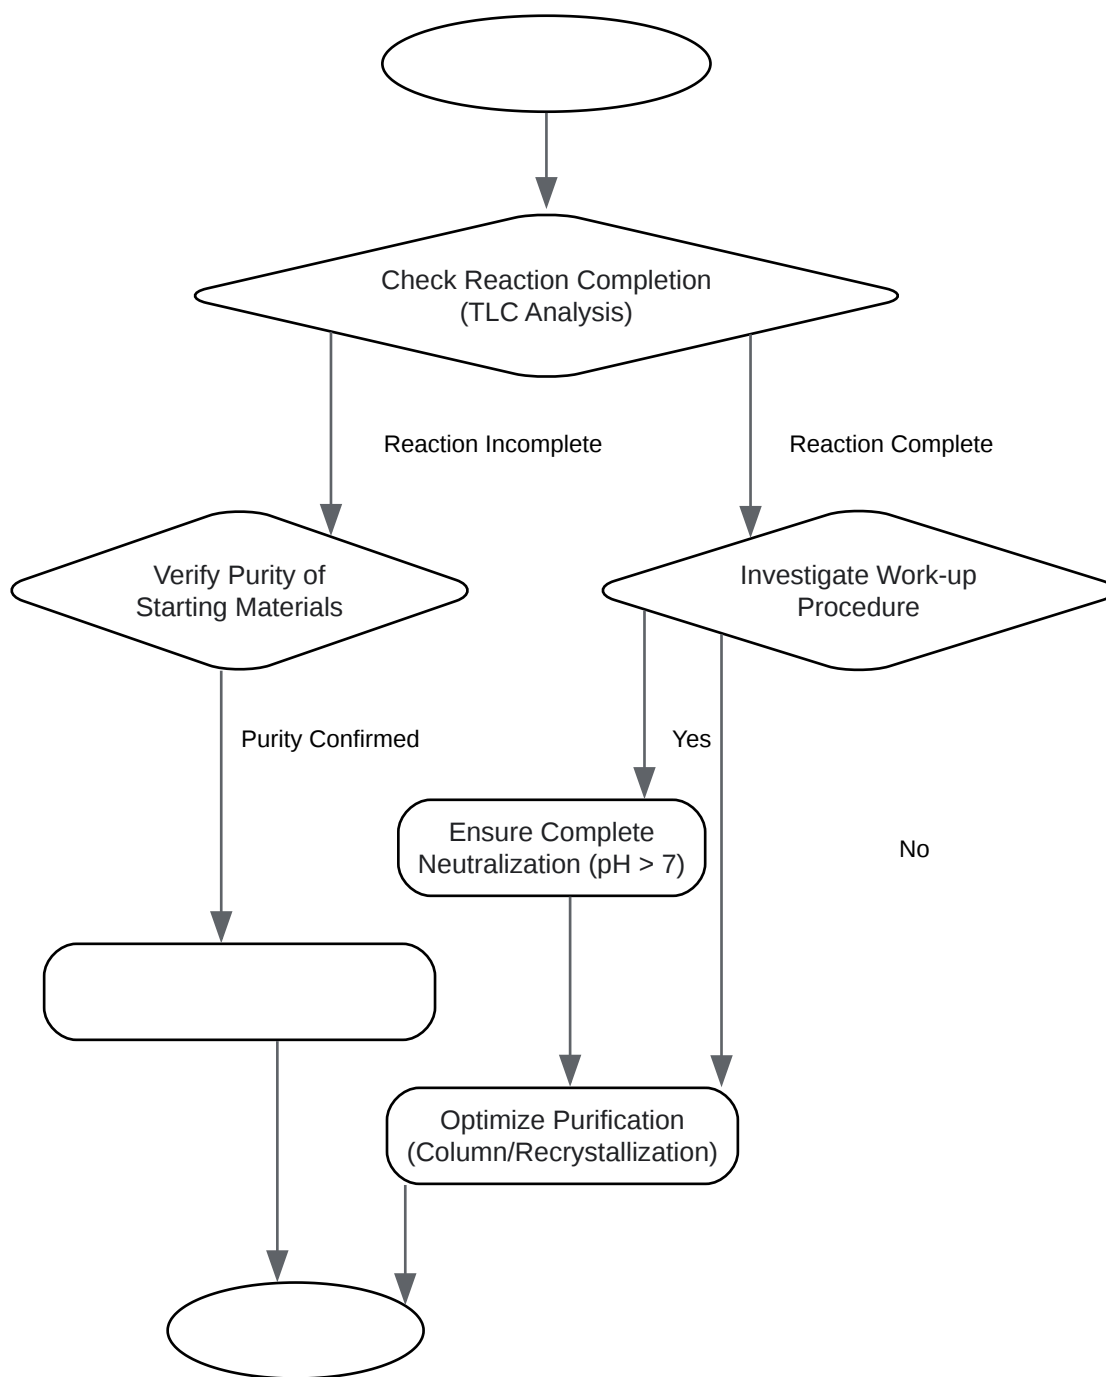 Check Reaction Completion
(TLC Analysis)
Reaction Incomplete
Reaction Complete
Verify Purity of
Starting Materials
Investigate Work-up
Procedure
Purity Confirmed
Yes
Ensure Complete
Neutralization (pH > 7)
No
Optimize Purification
(Column/Recrystallization)